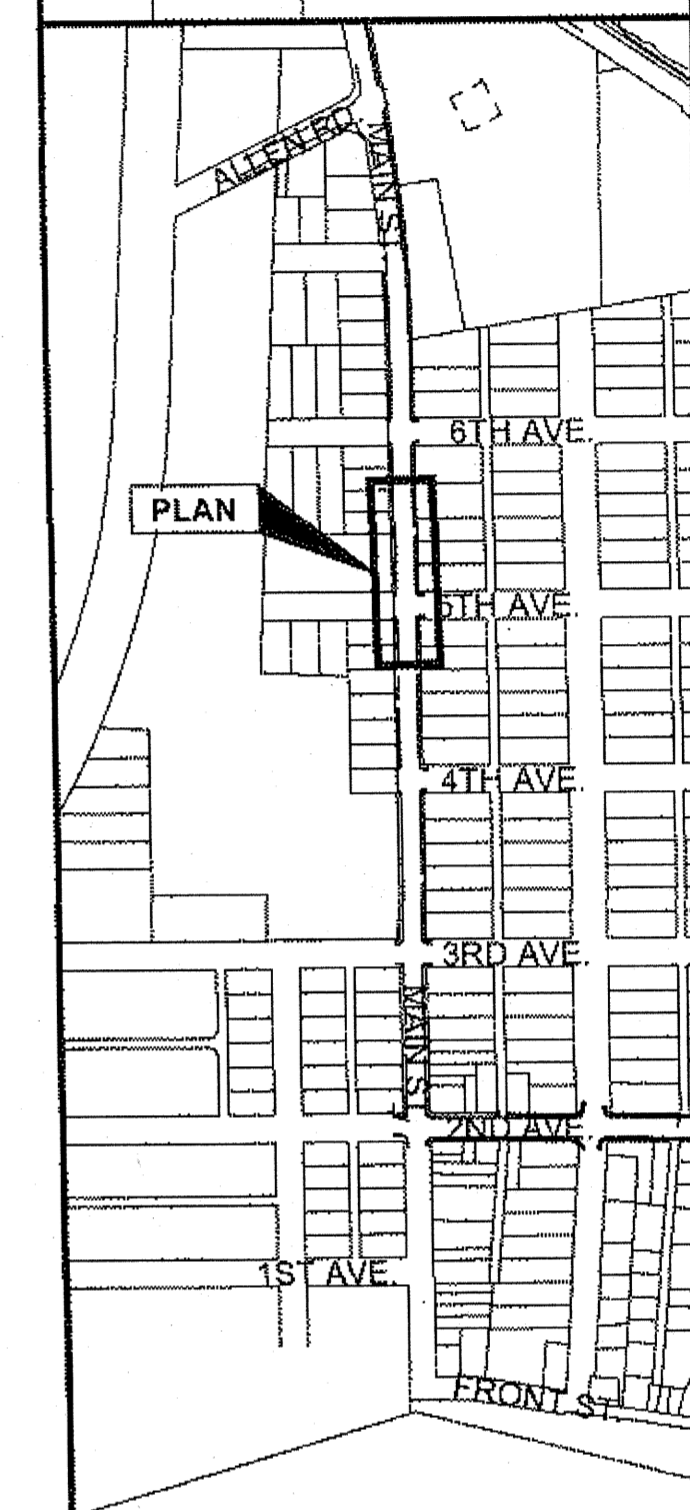 ALLEN RD.
MAIN ST
6TH AVE.
PLAN
5TH AVE.
4TH AVE.
3RD AVE.
MAIN ST
2ND AVE.
1ST AVE.
FRONT ST